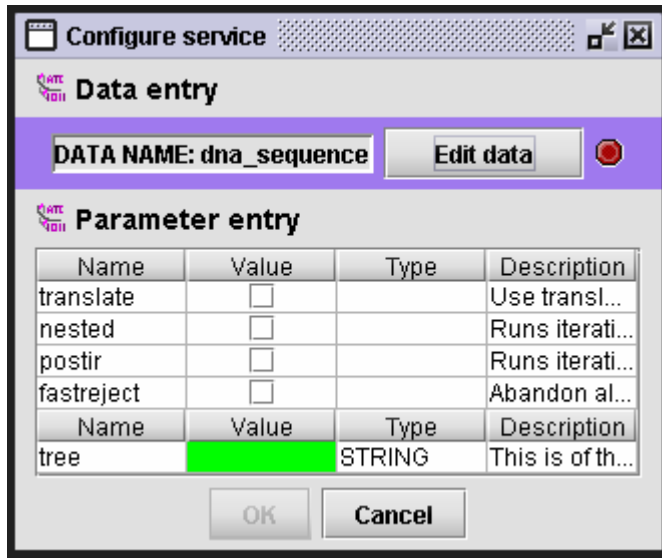 Configure service
Data entry
DATA NAME: dna_sequence Edit data
Parameter entry
Name Value Type Description
translate Use transl...
nested Runs iterati...
postir Runs iterati...
fastreject Abandon al...
Name Value Type Description
tree STRING This is of th...
OK Cancel